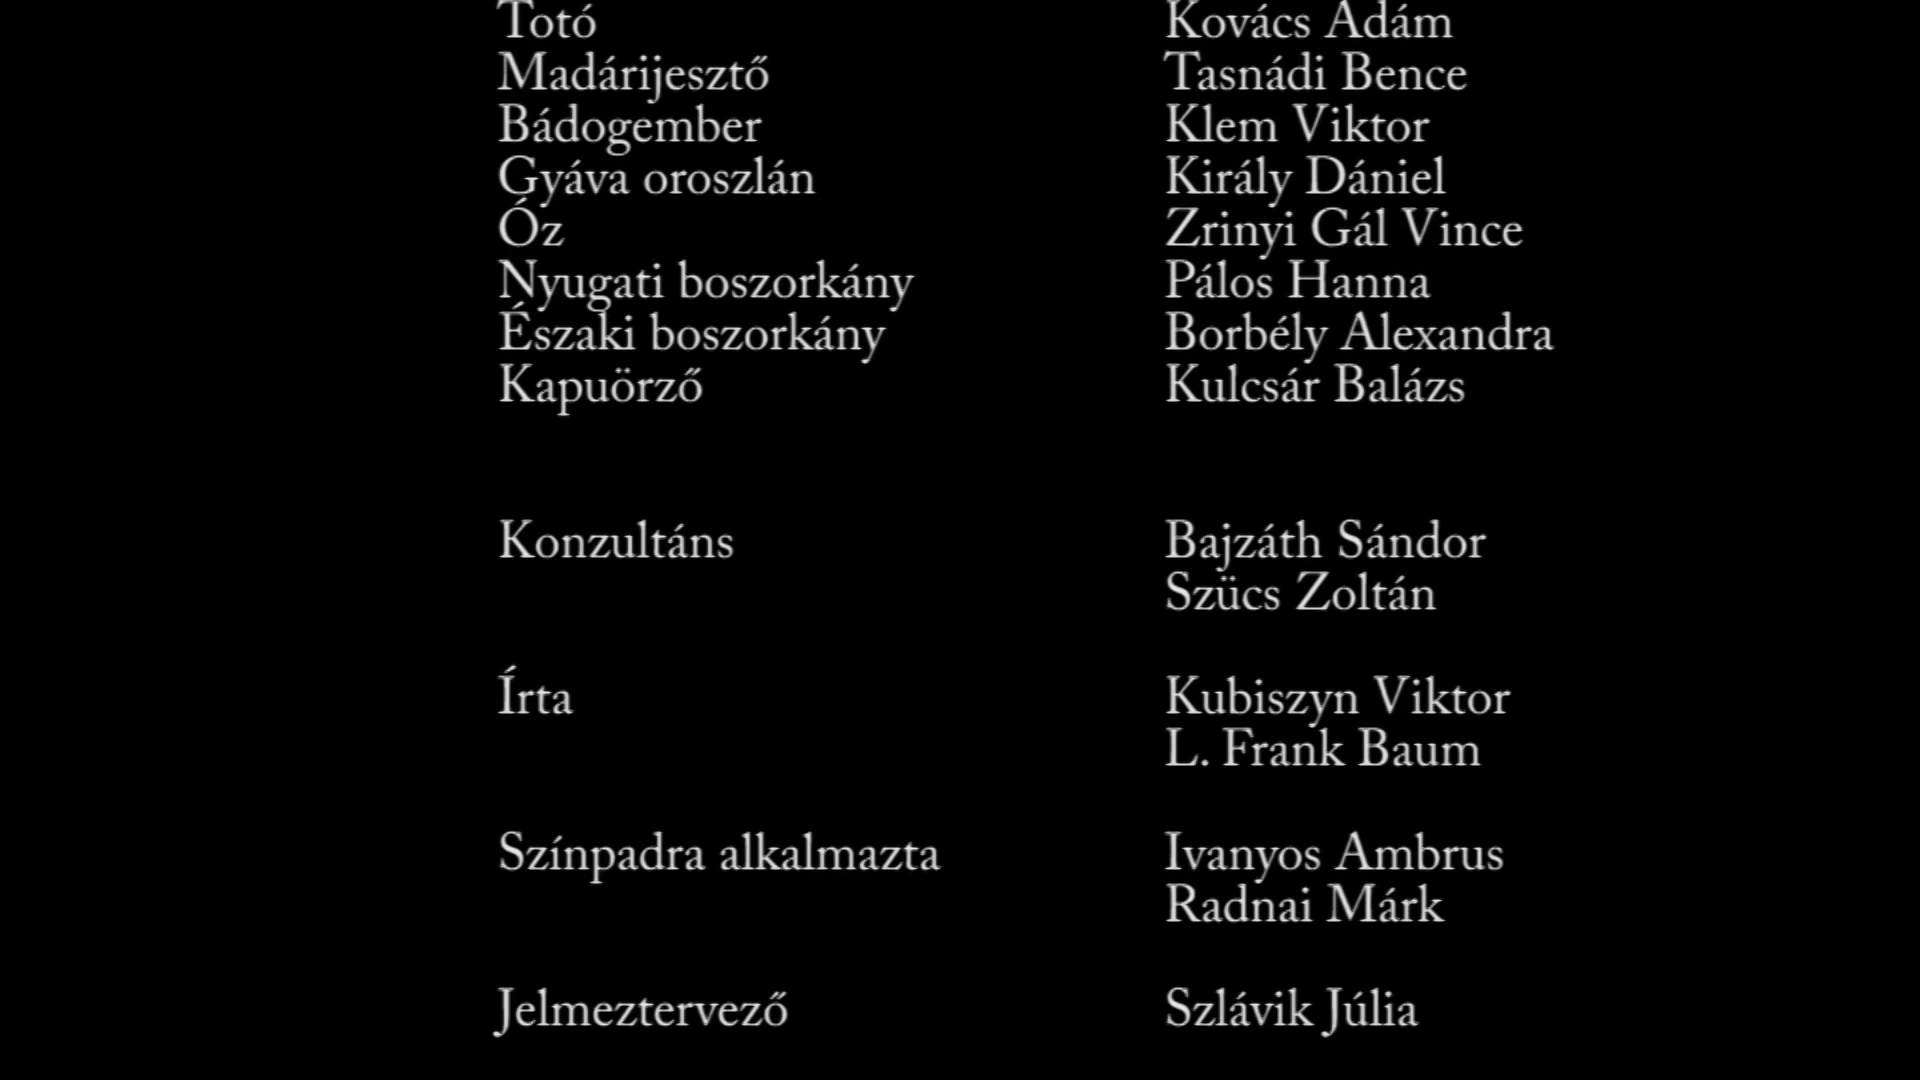 Totó Kovács Ádám
Madárijesztő Tasnádi Bence
Bádogember Klem Viktor
Gyáva oroszlán Király Dániel
Óz Zrinyi Gál Vince
Nyugati boszorkány Pálos Hanna
Északi boszorkány Borbély Alexandra
Kapuörző Kulcsár Balázs
Konzultáns Bajzáth Sándor
Szücs Zoltán
Írta Kubiszyn Viktor
L. Frank Baum
Színpadra alkalmazta Ivanyos Ambrus
Radnai Márk
Jelmeztervező Szlávik Júlia